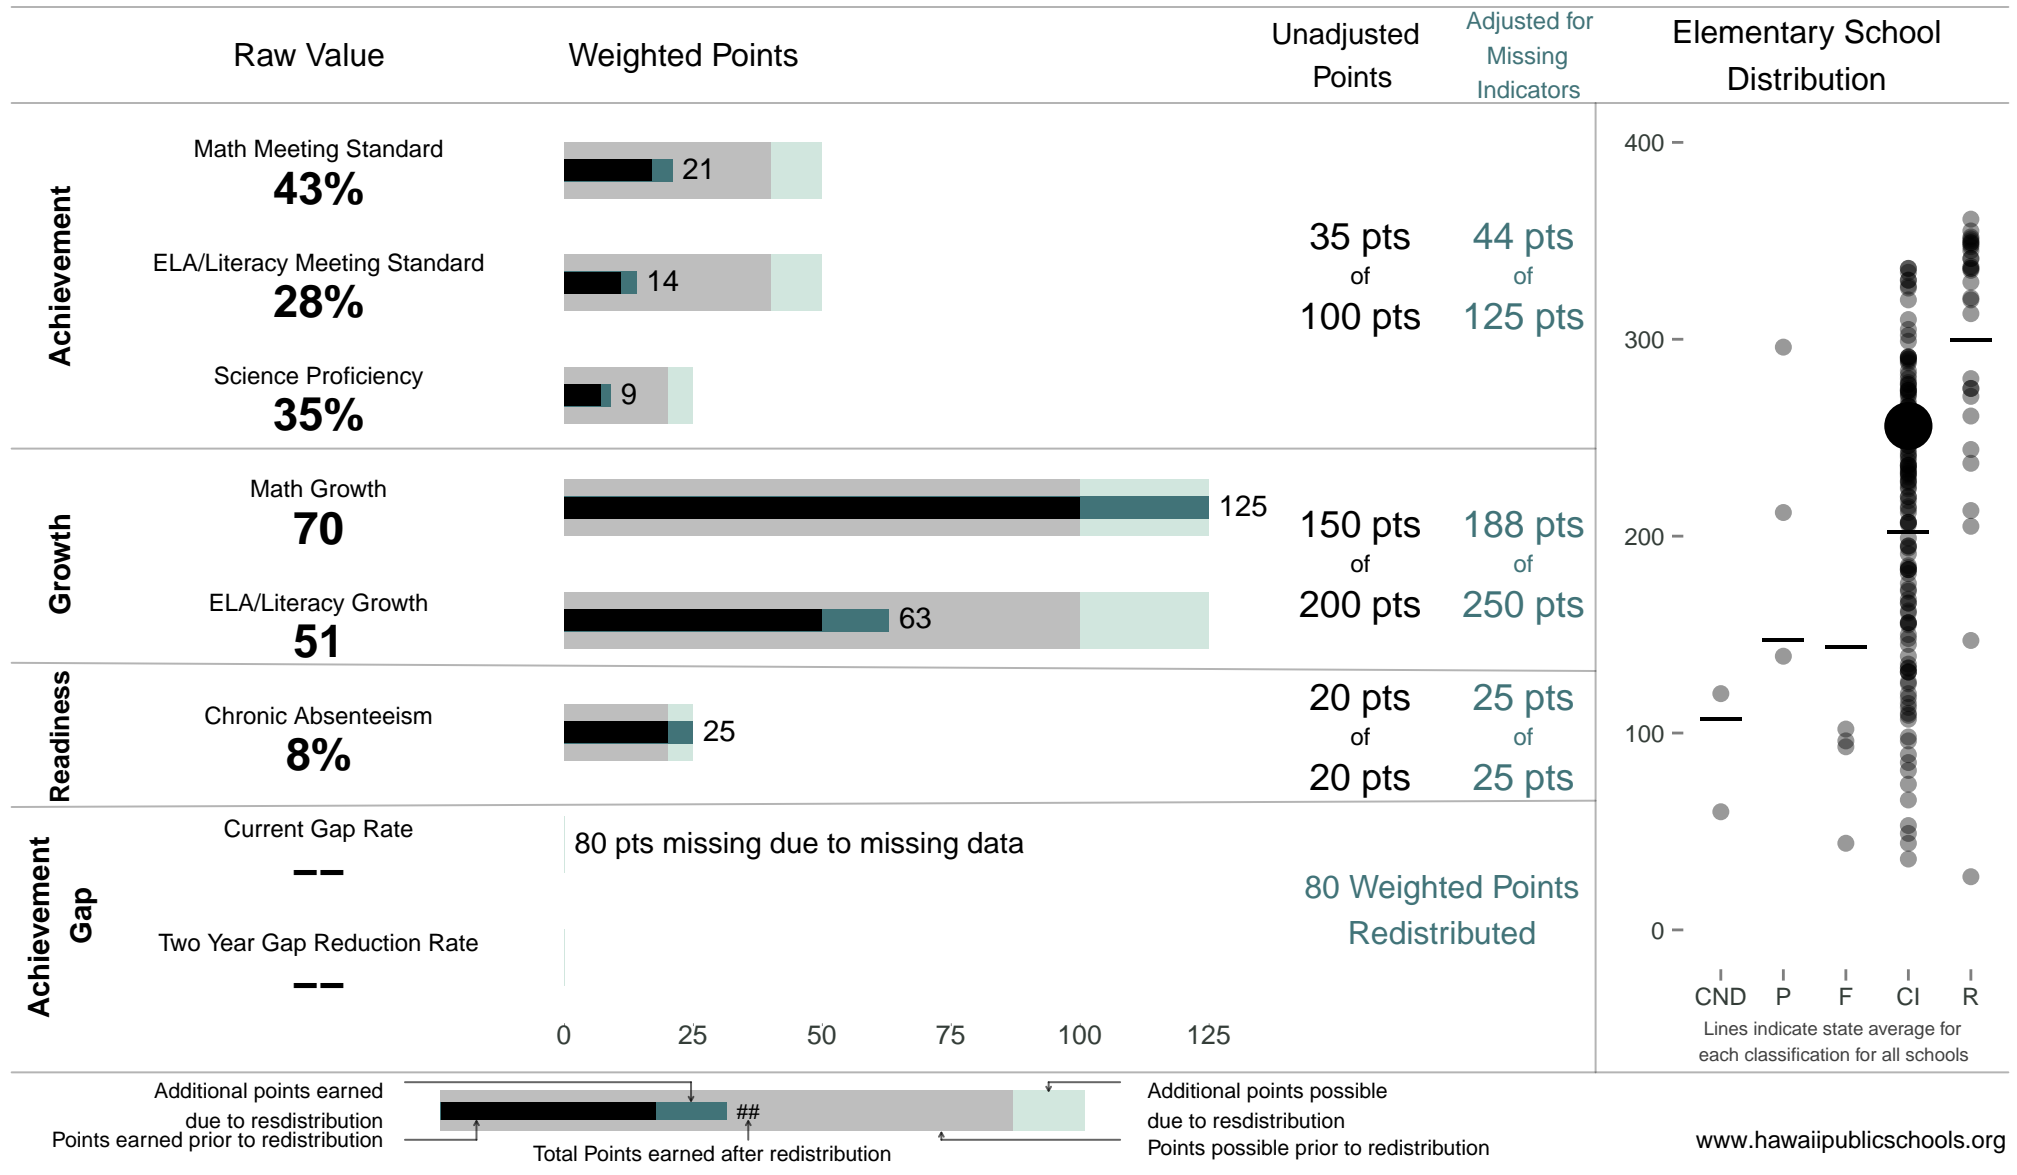 Raw Value
Weighted Points
Unadjusted
Points
Adjusted for
Missing
Indicators
Elementary School
Distribution
Achievement
Math Meeting Standard
43%
21
ELA/Literacy Meeting Standard
28%
14
Science Proficiency
35%
9
35 pts
of
100 pts
44 pts
of
125 pts
Growth
Math Growth
70
125
ELA/Literacy Growth
51
63
150 pts
of
200 pts
188 pts
of
250 pts
Readiness
Chronic Absenteeism
8%
25
20 pts
of
20 pts
25 pts
of
25 pts
Achievement
Gap
Current Gap Rate
−−
80 pts missing due to missing data
Two Year Gap Reduction Rate
−−
80 Weighted Points
Redistributed
0 25 50 75 100 125
400
300
200
100
0
CND P F CI R
Lines indicate state average for
each classification for all schools
Additional points earned
due to resdistribution
Points earned prior to redistribution
##
Total Points earned after redistribution
Additional points possible
due to resdistribution
Points possible prior to redistribution
www.hawaiipublicschools.org